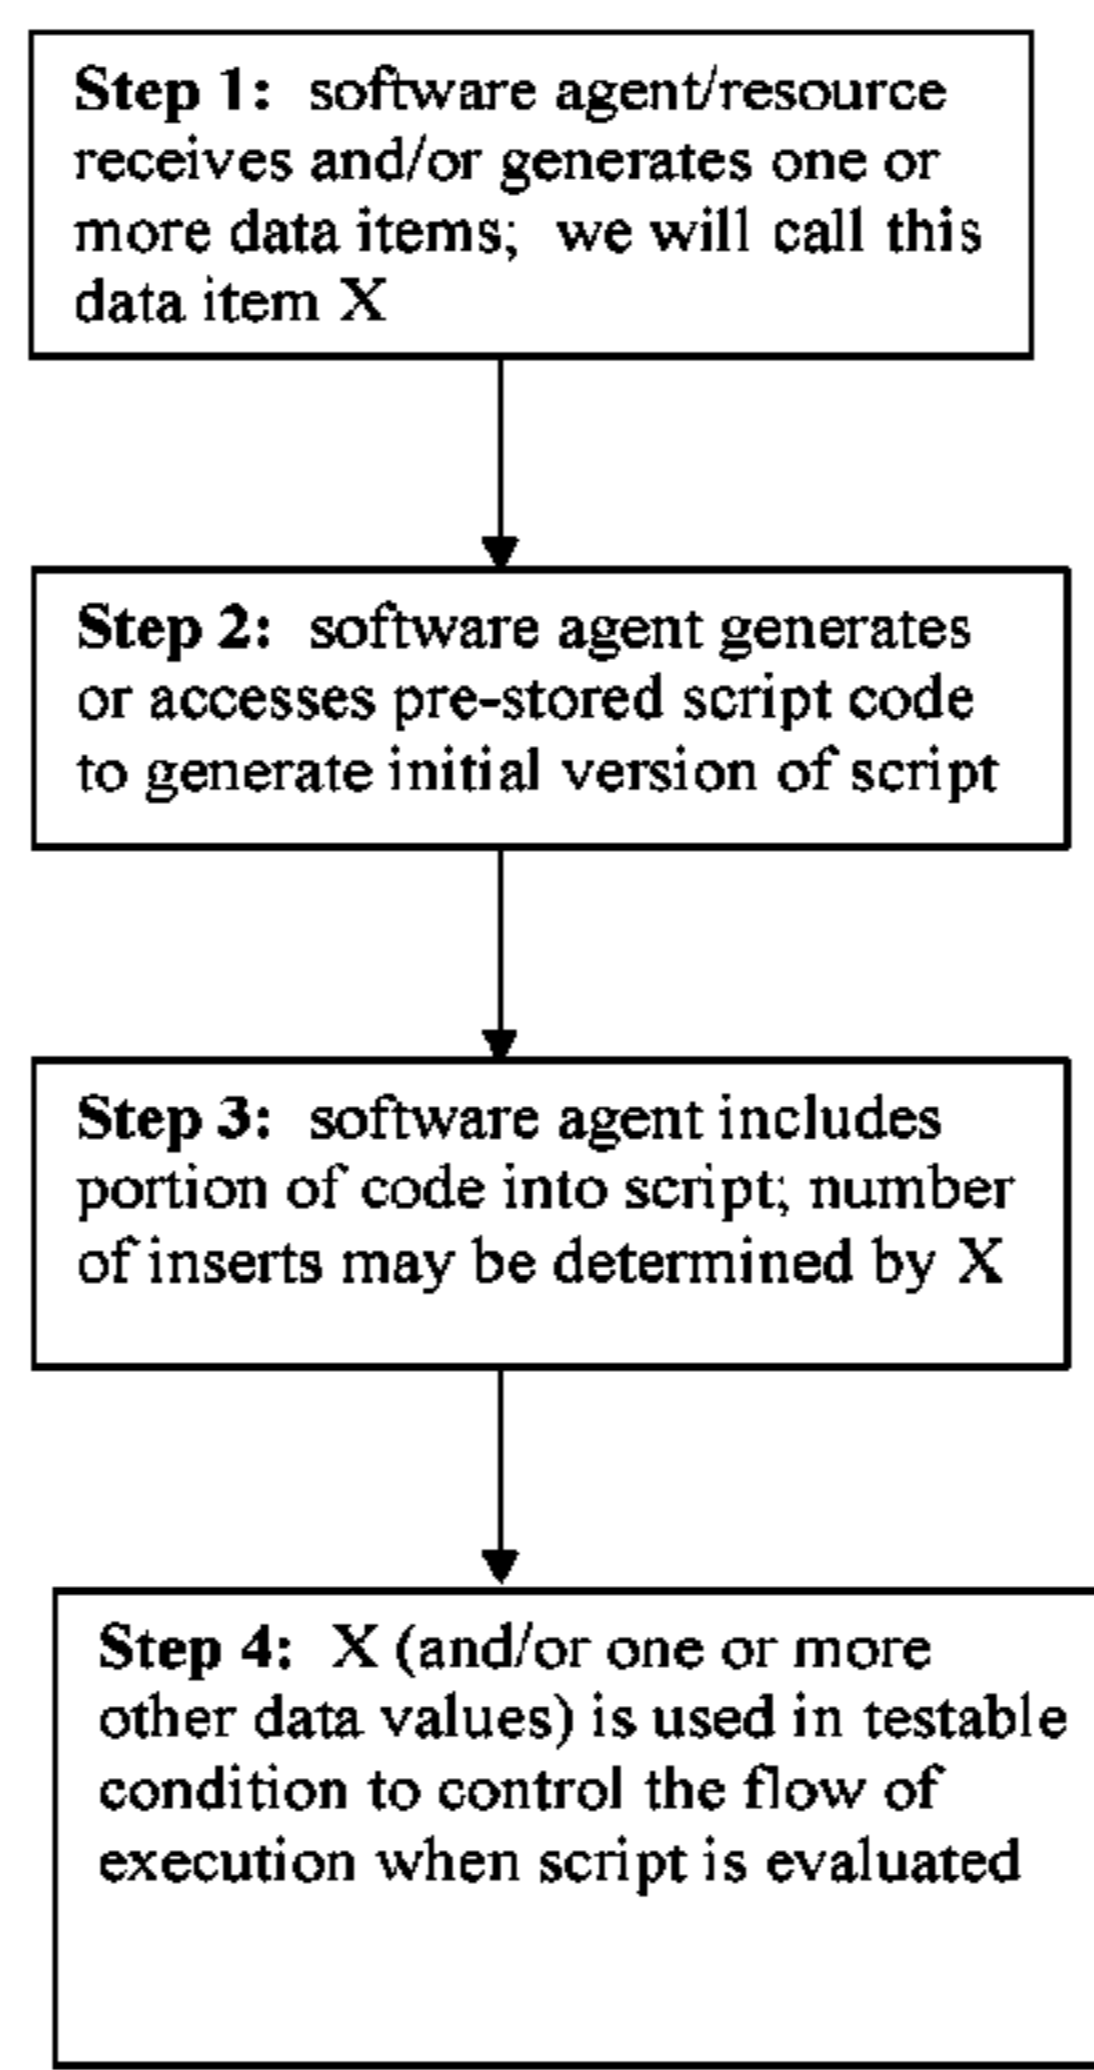 Step 1: software agent/resource
receives and/or generates one or
more data items; we will call this
data item X
Step 2: software agent generates
or accesses pre-stored script code
to generate initial version of script
Step 3: software agent includes
portion of code into script; number
of inserts may be determined by X
Step 4: X (and/or one or more
other data values) is used in testable
condition to control the flow of
execution when script is evaluated